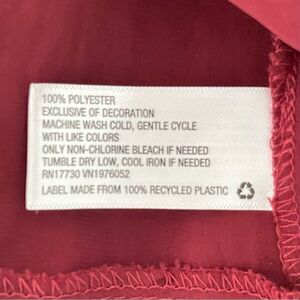 100% POLYESTER
EXCLUSIVE OF DECORATION
MACHINE WASH COLD, GENTLE CYCLE
WITH LIKE COLORS
ONLY NON-CHLORINE BLEACH IF NEEDED
TUMBLE DRY LOW, COOL IRON IF NEEDED
RN17730 VN1976052
LABEL MADE FROM 100% RECYCLED PLASTIC